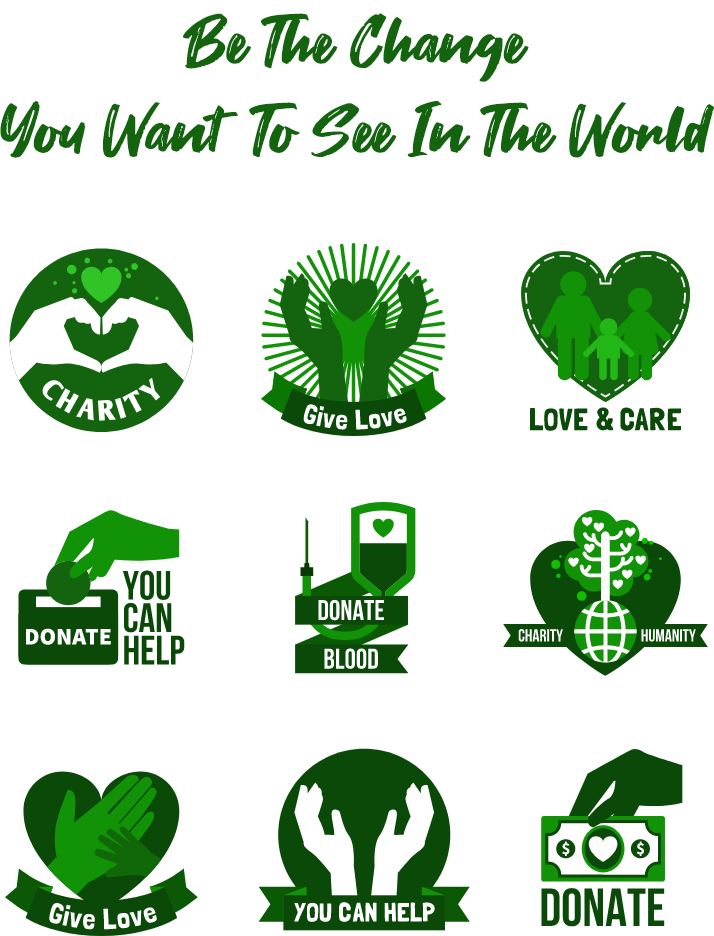 Be The Change
You Want To See In The World
CHARITY
Give Love
LOVE & CARE
DONATE
YOU
CAN
HELP
DONATE
BLOOD
CHARITY
HUMANITY
Give Love
YOU CAN HELP
$ $
DONATE